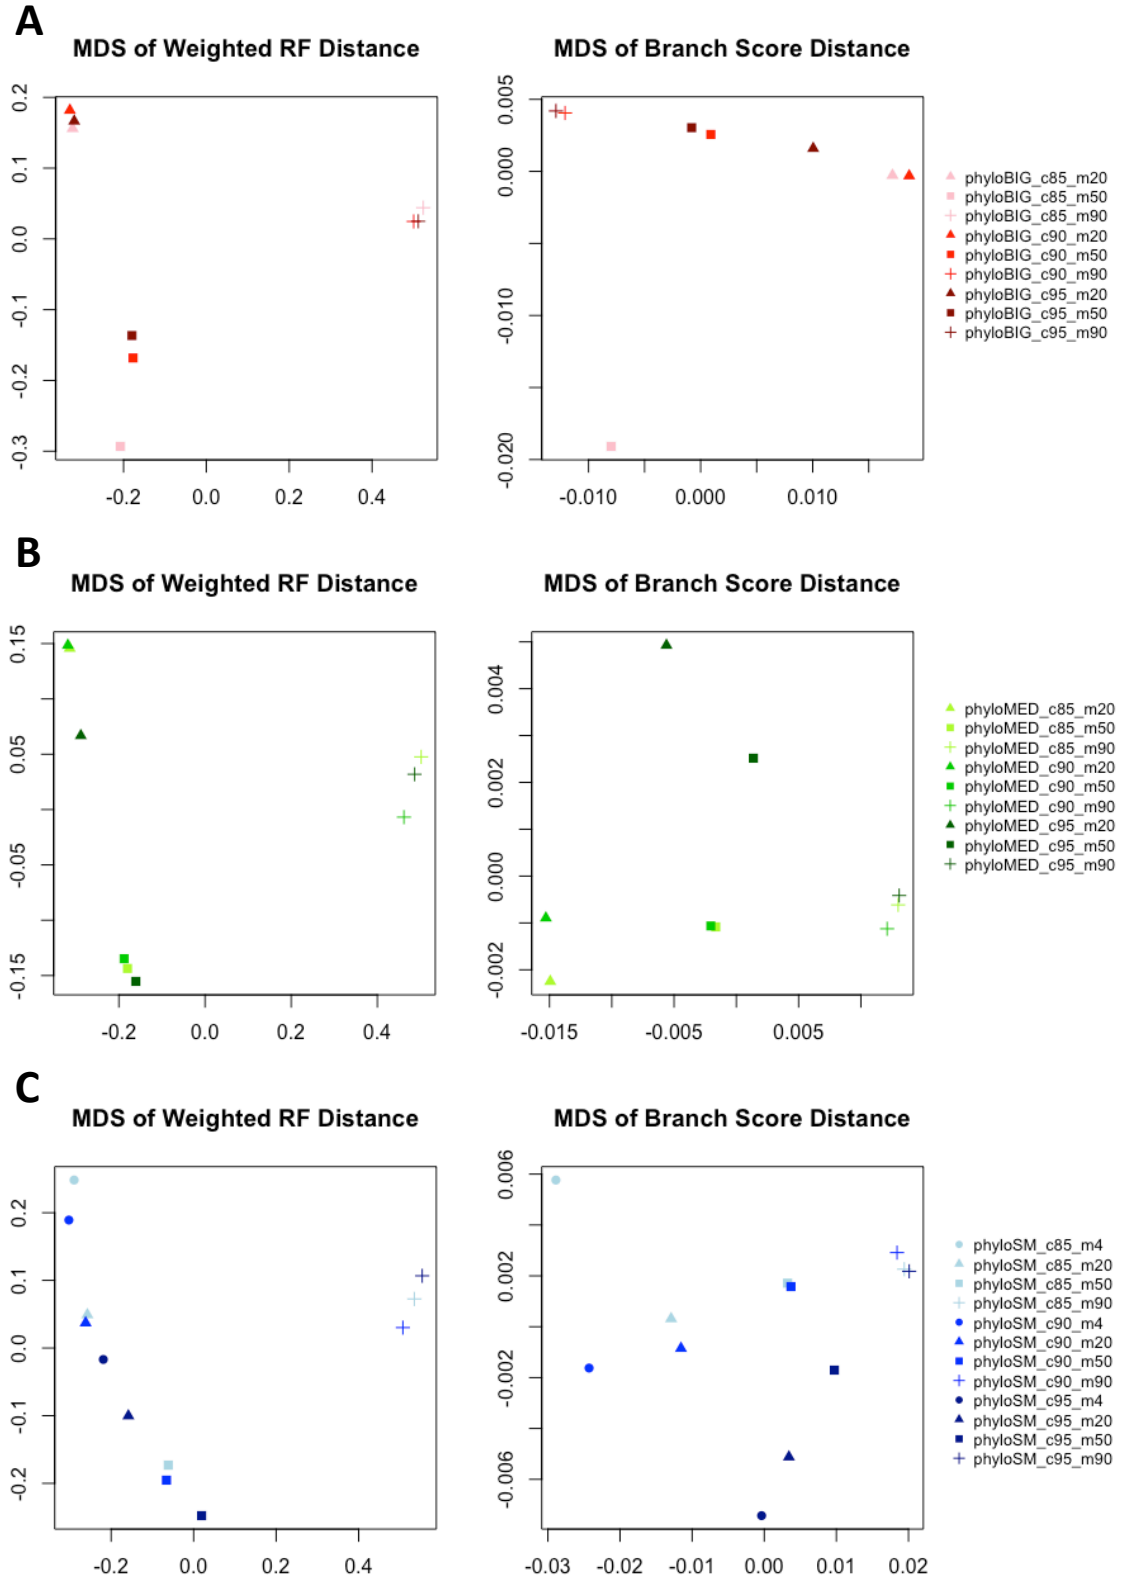 A
MDS of Weighted RF Distance
MDS of Branch Score Distance
0.2
0.1
0.0
-0.1
-0.2
-0.3
-0.2
0.0
0.2
0.4
0.005
0.000
-0.010
-0.020
-0.010
0.000
0.010
phyloBIG_c85_m20
phyloBIG_c85_m50
phyloBIG_c85_m90
phyloBIG_c90_m20
phyloBIG_c90_m50
phyloBIG_c90_m90
phyloBIG_c95_m20
phyloBIG_c95_m50
phyloBIG_c95_m90
B
MDS of Weighted RF Distance
MDS of Branch Score Distance
0.15
0.05
-0.05
-0.15
-0.2
0.0
0.2
0.4
0.004
0.002
0.000
-0.002
-0.015
-0.005
0.005
phyloMED_c85_m20
phyloMED_c85_m50
phyloMED_c85_m90
phyloMED_c90_m20
phyloMED_c90_m50
phyloMED_c90_m90
phyloMED_c95_m20
phyloMED_c95_m50
phyloMED_c95_m90
C
MDS of Weighted RF Distance
MDS of Branch Score Distance
0.2
0.1
0.0
-0.1
-0.2
-0.2
0.0
0.2
0.4
0.006
0.002
-0.002
-0.006
-0.03
-0.02
-0.01
0.00
0.01
0.02
phyloSM_c85_m4
phyloSM_c85_m20
phyloSM_c85_m50
phyloSM_c85_m90
phyloSM_c90_m4
phyloSM_c90_m20
phyloSM_c90_m50
phyloSM_c90_m90
phyloSM_c95_m4
phyloSM_c95_m20
phyloSM_c95_m50
phyloSM_c95_m90